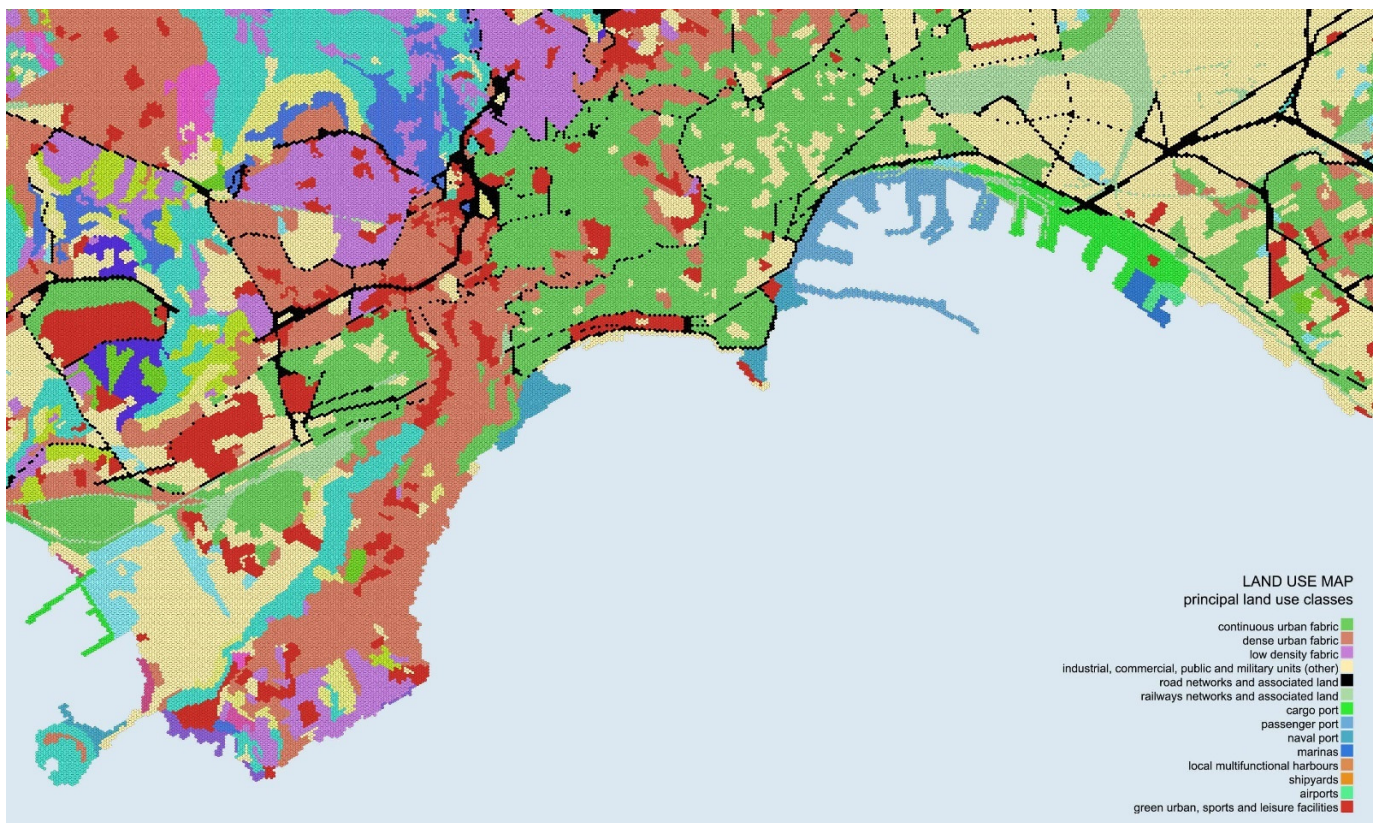 LAND USE MAP
principal land use classes
continuous urban fabric
dense urban fabric
low density fabric
industrial, commercial, public and military units (other)
road networks and associated land
railways networks and associated land
cargo port
passenger port
naval port
marinas
local multifunctional harbours
shipyards
airports
green urban, sports and leisure facilities